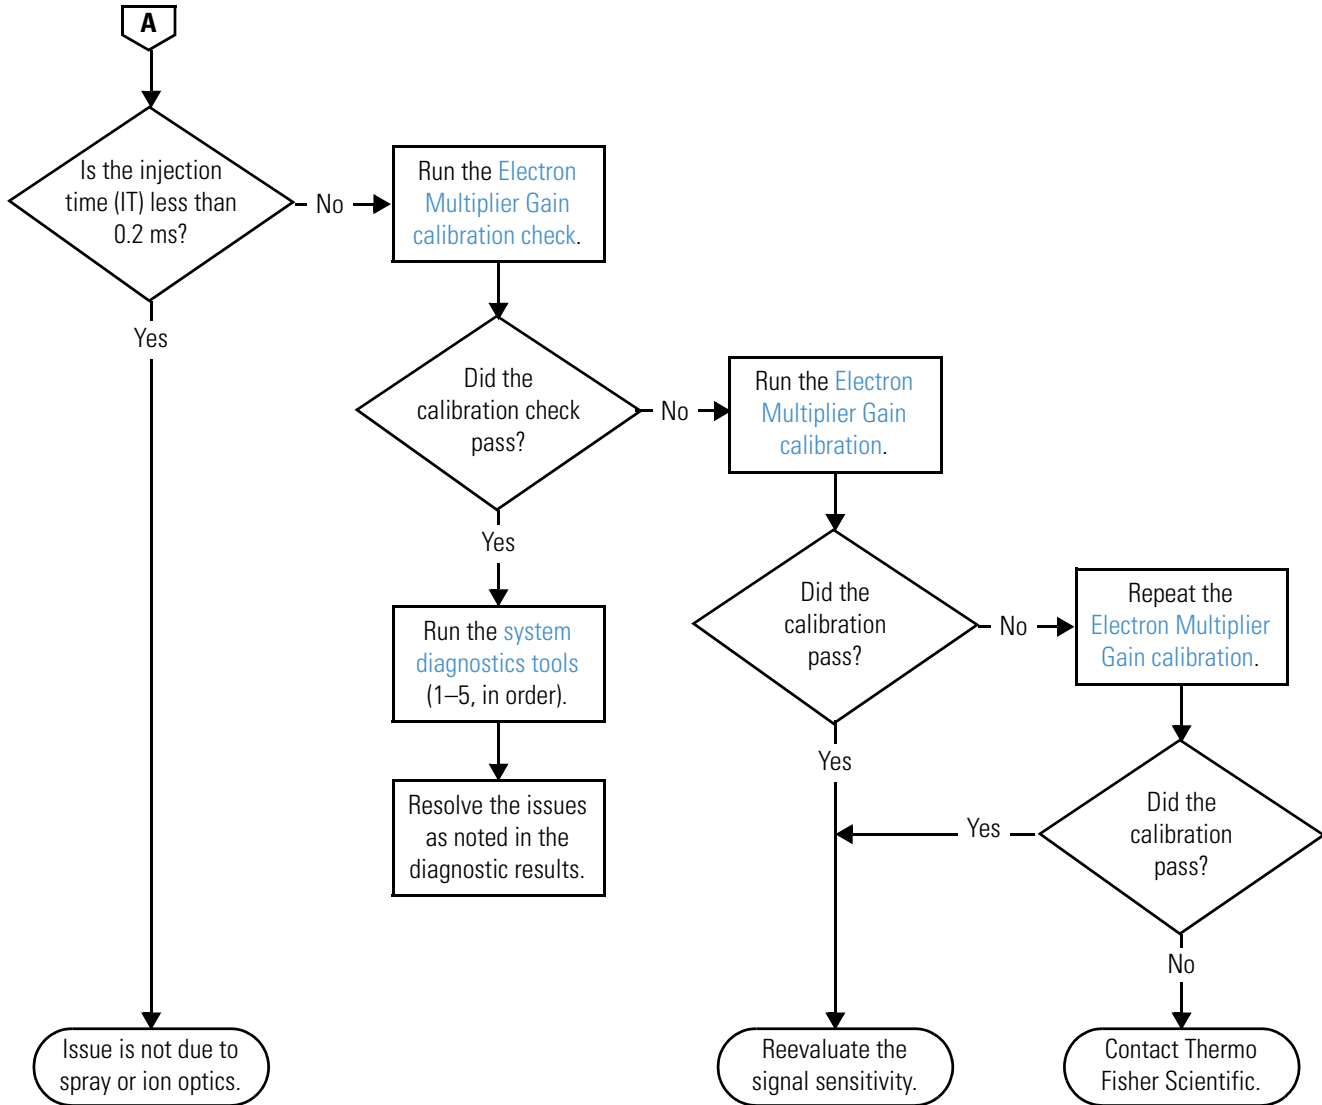 A
Is the injection
time (IT) less than
0.2 ms?
No
Run the Electron
Multiplier Gain
calibration check.
Yes
Did the
calibration check
pass?
No
Run the Electron
Multiplier Gain
calibration.
Yes
Run the system
diagnostics tools
(1–5, in order).
Resolve the issues
as noted in the
diagnostic results.
Did the
calibration
pass?
No
Repeat the
Electron Multiplier
Gain calibration.
Yes
Did the
calibration
pass?
Yes
No
Issue is not due to
spray or ion optics.
Reevaluate the
signal sensitivity.
Contact Thermo
Fisher Scientific.